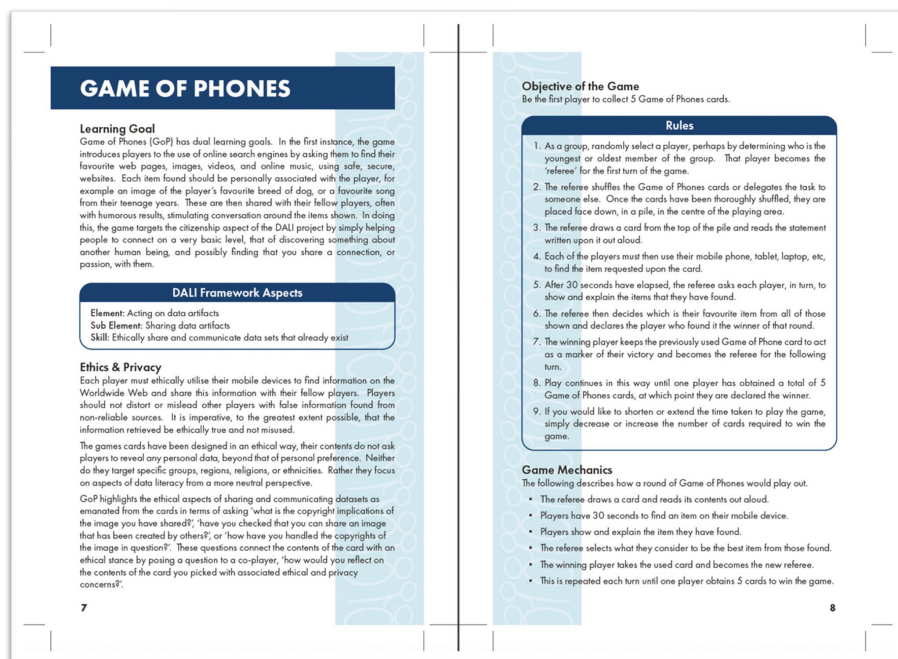 GAME OF PHONES
Learning Goal
Game of Phones (GoP) has dual learning goals. In the first instance, the game
introduces players to the use of online search engines by asking them to find their
favourite web pages, images, videos, and online music, using safe, secure,
websites. Each item found should be personally associated with the player, for
example an image of the player's favourite breed of dog, or a favourite song
from their teenage years. These are then shared with their fellow players, often
with humorous results, stimulating conversation around the items shown. In doing
this, the game targets the citizenship aspect of the DALI project by simply helping
people to connect on a very basic level, that of discovering something about
another human being, and possibly finding that you share a connection, or
passion, with them.
DALI Framework Aspects
Element: Acting on data artifacts
Sub Element: Sharing data artifacts
Skill: Ethically share and communicate data sets that already exist
Ethics & Privacy
Each player must ethically utilise their mobile devices to find information on the
Worldwide Web and share this information with their fellow players. Players
should not distort or mislead other players with false information found from
non-reliable sources. It is imperative, to the greatest extent possible, that the
information retrieved be ethically true and not misused.
The games cards have been designed in an ethical way, their contents do not ask
players to reveal any personal data, beyond that of personal preference. Neither
do they target specific groups, regions, religions, or ethnicities. Rather they focus
on aspects of data literacy from a more neutral perspective.
GoP highlights the ethical aspects of sharing and communicating datasets as
emanated from the cards in terms of asking 'what is the copyright implications of
the image you have shared?', 'have you checked that you can share an image
that has been created by others?', or 'how have you handled the copyrights of
the image in question?'. These questions connect the contents of the card with an
ethical stance by posing a question to a co-player, 'how would you reflect on
the contents of the card you picked with associated ethical and privacy
concerns?'.
7
Objective of the Game
Be the first player to collect 5 Game of Phones cards.
Rules
1. As a group, randomly select a player, perhaps by determining who is the
youngest or oldest member of the group. That player becomes the
'referee' for the first turn of the game.
2. The referee shuffles the Game of Phones cards or delegates the task to
someone else. Once the cards have been thoroughly shuffled, they are
placed face down, in a pile, in the centre of the playing area.
3. The referee draws a card from the top of the pile and reads the statement
written upon it out aloud.
4. Each of the players must then use their mobile phone, tablet, laptop, etc,
to find the item requested upon the card.
5. After 30 seconds have elapsed, the referee asks each player, in turn, to
show and explain the items that they have found.
6. The referee then decides which is their favourite item from all of those
shown and declares the player who found it the winner of that round.
7. The winning player keeps the previously used Game of Phone card to act
as a marker of their victory and becomes the referee for the following
turn.
8. Play continues in this way until one player has obtained a total of 5
Game of Phones cards, at which point they are declared the winner.
9. If you would like to shorten or extend the time taken to play the game,
simply decrease or increase the number of cards required to win the
game.
Game Mechanics
The following describes how a round of Game of Phones would play out.
• The referee draws a card and reads its contents out aloud.
• Players have 30 seconds to find an item on their mobile device.
• Players show and explain the item they have found.
• The referee selects what they consider to be the best item from those found.
• The winning player takes the used card and becomes the new referee.
• This is repeated each turn until one player obtains 5 cards to win the game.
8